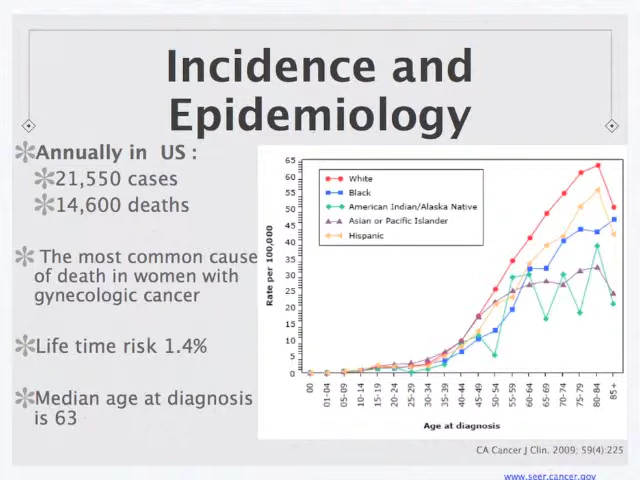 Incidence and
Epidemiology
Annually in US :
21,550 cases
14,600 deaths
The most common cause
of death in women with
gynecologic cancer
Life time risk 1.4%
Median age at diagnosis
is 63
65
60
55
50
45
40
35
30
25
20
15
10
5
0
Rate per 100,000
White
Black
American Indian/Alaska Native
Asian or Pacific Islander
Hispanic
00
01-04
05-09
10-14
15-19
20-24
25-29
30-34
35-39
40-44
45-49
50-54
55-59
60-64
65-69
70-74
75-79
80-84
85+
Age at diagnosis
CA Cancer J Clin. 2009; 59(4):225
www.seer.cancer.gov